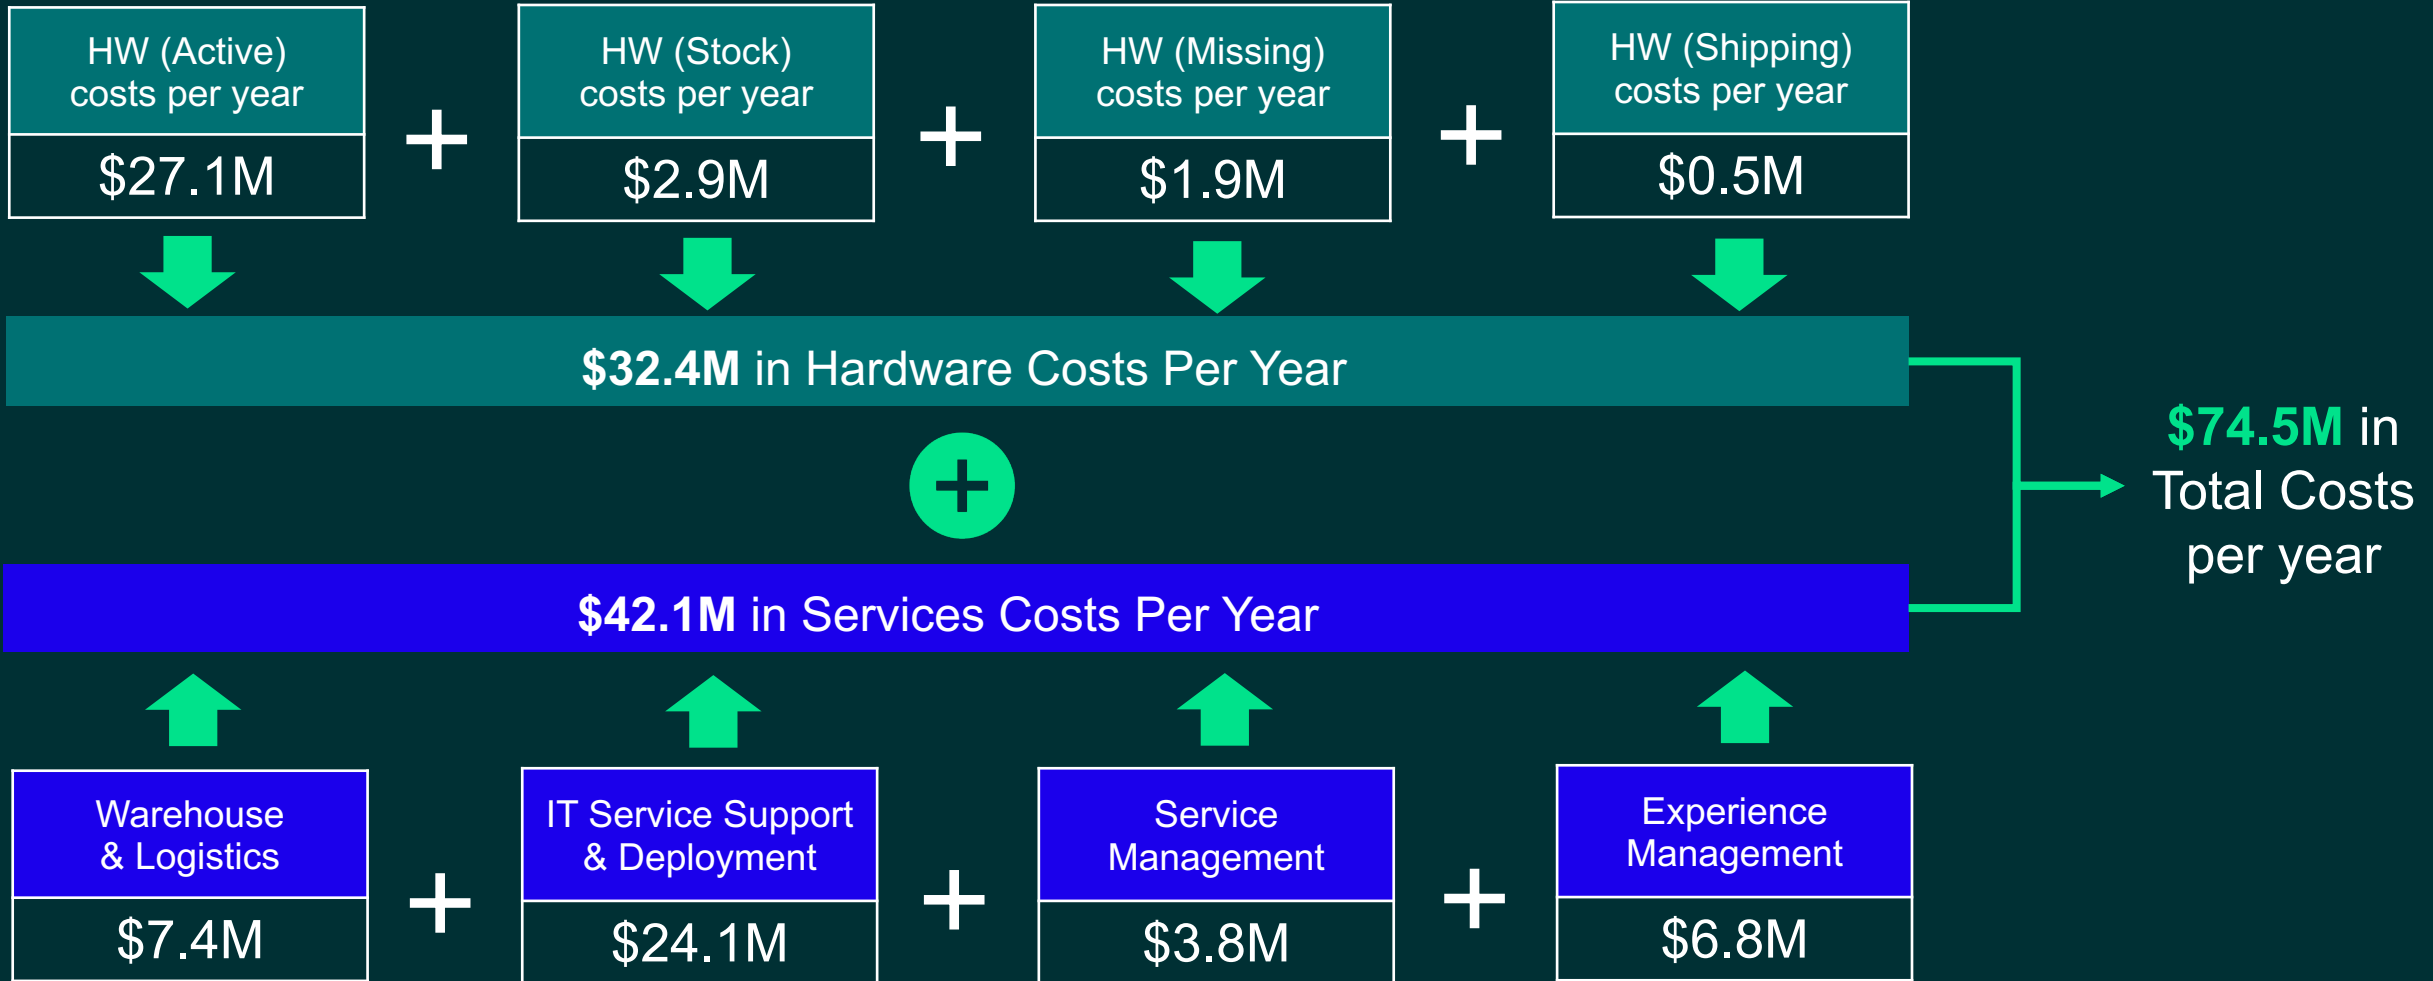 HW (Active)
costs per year
$27.1M
+
HW (Stock)
costs per year
$2.9M
+
HW (Missing)
costs per year
$1.9M
+
HW (Shipping)
costs per year
$0.5M
$32.4M in Hardware Costs Per Year
+
$42.1M in Services Costs Per Year
$74.5M in
Total Costs
per year
Warehouse
& Logistics
$7.4M
+
IT Service Support
& Deployment
$24.1M
+
Service
Management
$3.8M
+
Experience
Management
$6.8M